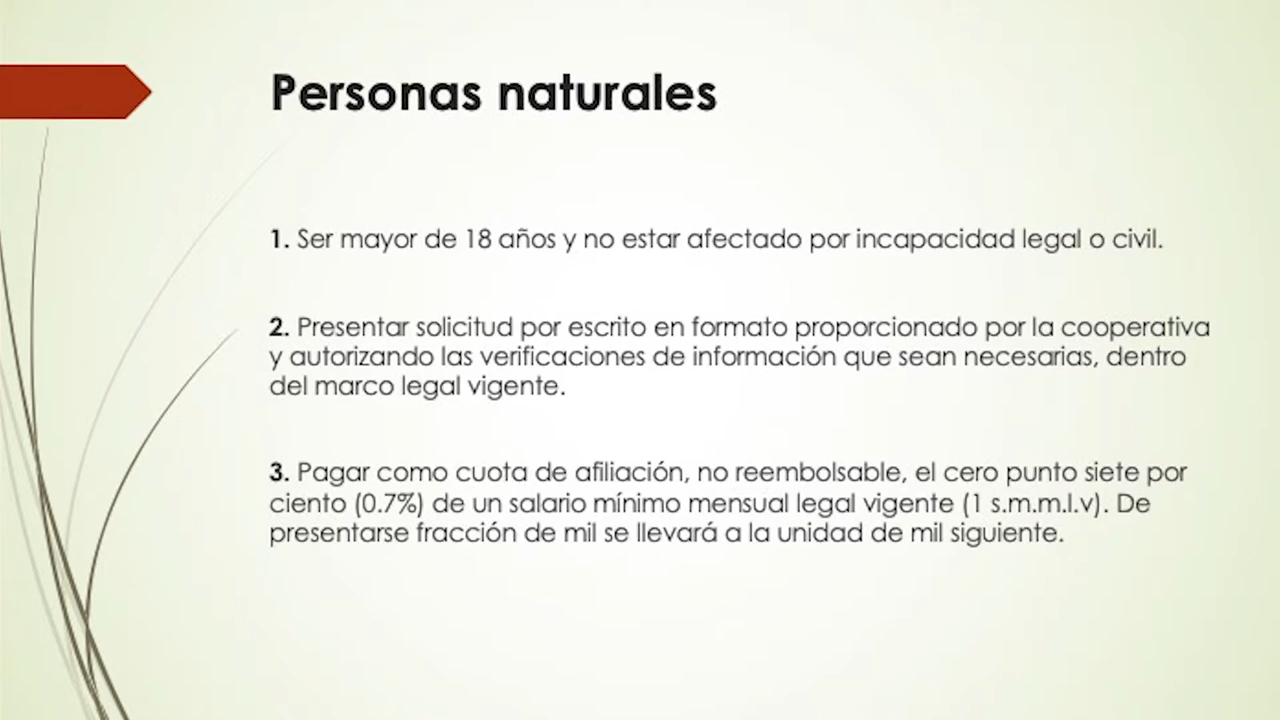 Personas naturales
1. Ser mayor de 18 años y no estar afectado por incapacidad legal o civil.
2. Presentar solicitud por escrito en formato proporcionado por la cooperativa
y autorizando las verificaciones de información que sean necesarias, dentro
del marco legal vigente.
3. Pagar como cuota de afiliación, no reembolsable, el cero punto siete por
ciento (0.7%) de un salario mínimo mensual legal vigente (1 s.m.m.l.v). De
presentarse fracción de mil se llevará a la unidad de mil siguiente.